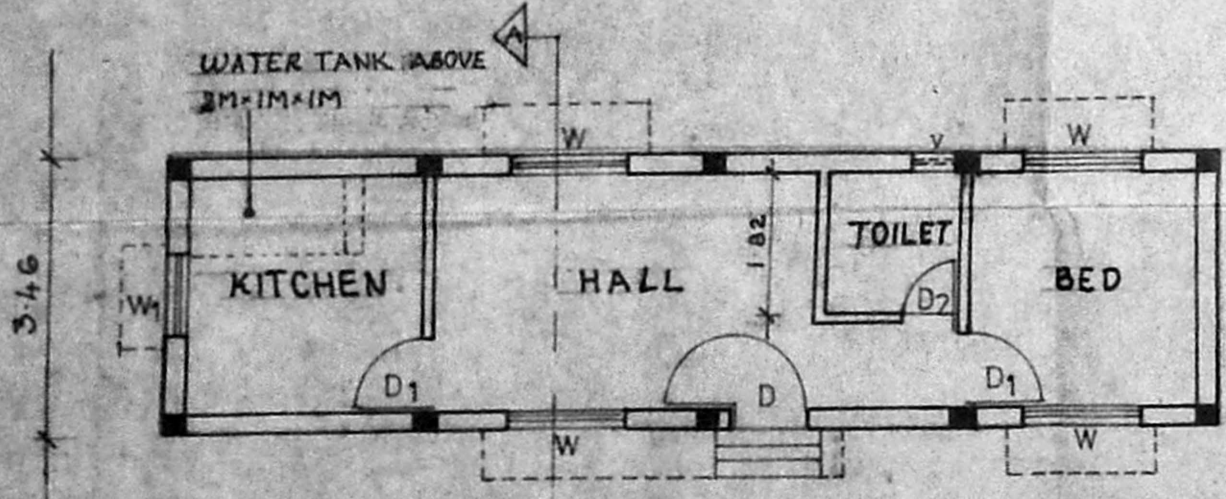 A
WATER TANK ABOVE
2M×1M×1M
W
V
W
3.46
W1
KITCHEN
HALL
1.82
TOILET
BED
D2
D1
D
D1
W
W